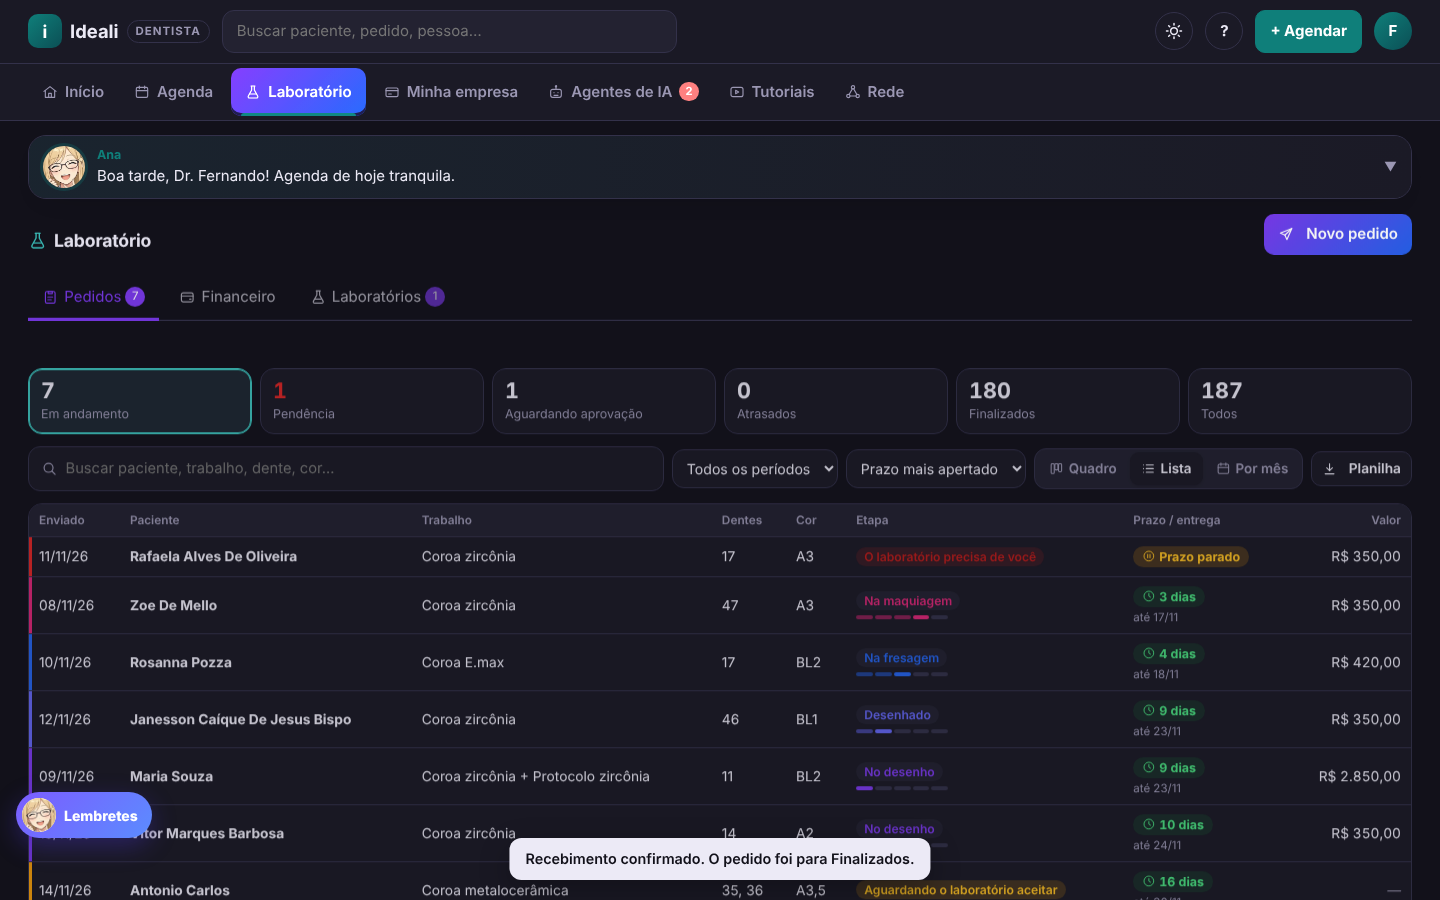 i Ideali DENTISTA Buscar paciente, pedido, pessoa... ? + Agendar F
Início Agenda Laboratório Minha empresa Agentes de IA 2 Tutoriais Rede
Ana
Boa tarde, Dr. Fernando! Agenda de hoje tranquila.
Laboratório Novo pedido
Pedidos 7 Financeiro Laboratórios 1
7 1 1 0 180 187
Em andamento Pendência Aguardando aprovação Atrasados Finalizados Todos
Buscar paciente, trabalho, dente, cor... Todos os períodos Prazo mais apertado Quadro Lista Por mês Planilha
Enviado Paciente Trabalho Dentes Cor Etapa Prazo / entrega Valor
11/11/26 Rafaela Alves De Oliveira Coroa zircônia 17 A3 O laboratório precisa de você Prazo parado R$ 350,00
08/11/26 Zoe De Mello Coroa zircônia 47 A3 Na maquiagem 3 dias R$ 350,00
até 17/11
10/11/26 Rosanna Pozza Coroa E.max 17 BL2 Na fresagem 4 dias R$ 420,00
até 18/11
12/11/26 Janesson Caíque De Jesus Bispo Coroa zircônia 46 BL1 Desenhado 9 dias R$ 350,00
até 23/11
09/11/26 Maria Souza Coroa zircônia + Protocolo zircônia 11 BL2 No desenho 9 dias R$ 2.850,00
até 23/11
Lembretes
itor Marques Barbosa Coroa zircônia 14 A2 No desenho 10 dias R$ 350,00
até 24/11
Recebimento confirmado. O pedido foi para Finalizados.
14/11/26 Antonio Carlos Coroa metalocerâmica 35, 36 A3,5 Aguardando o laboratório aceitar 16 dias —